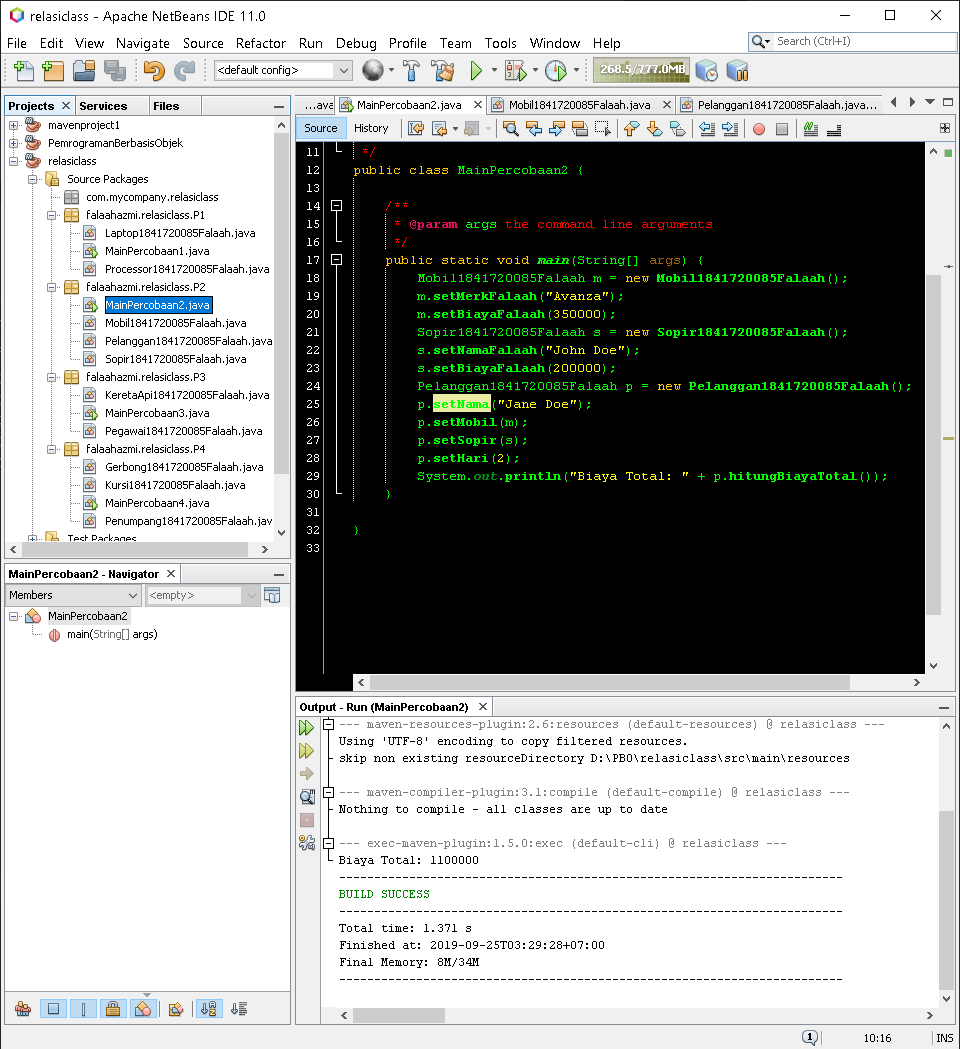 relasiclass - Apache NetBeans IDE 11.0
File Edit View Navigate Source Refactor Run Debug Profile Team Tools Window Help
Search (Ctrl+I)
<default config>
268.5/777.0MB
Projects Services Files
mavenproject1
PemrogramanBerbasisObjek
relasiclass
Source Packages
com.mycompany.relasiclass
falaahazmi.relasiclass.P1
Laptop1841720085Falaah.java
MainPercobaan1.java
Processor1841720085Falaah.java
falaahazmi.relasiclass.P2
MainPercobaan2.java
Mobil1841720085Falaah.java
Pelanggan1841720085Falaah.java
Sopir1841720085Falaah.java
falaahazmi.relasiclass.P3
KeretaApi1841720085Falaah.java
MainPercobaan3.java
Pegawai1841720085Falaah.java
falaahazmi.relasiclass.P4
Gerbong1841720085Falaah.java
Kursi1841720085Falaah.java
MainPercobaan4.java
Penumpang1841720085Falaah.jav
Test Packages
MainPercobaan2 - Navigator
Members <empty>
MainPercobaan2
main(String[] args)
...ava MainPercobaan2.java Mobil1841720085Falaah.java Pelanggan1841720085Falaah.java...
Source History
11 */
12 public class MainPercobaan2 {
13
14 /**
15 * @param args the command line arguments
16 */
17 public static void main(String[] args) {
18 Mobil1841720085Falaah m = new Mobil1841720085Falaah();
19 m.setMerkFalaah("Avanza");
20 m.setBiayaFalaah(350000);
21 Sopir1841720085Falaah s = new Sopir1841720085Falaah();
22 s.setNamaFalaah("John Doe");
23 s.setBiayaFalaah(200000);
24 Pelanggan1841720085Falaah p = new Pelanggan1841720085Falaah();
25 p.setNama("Jane Doe");
26 p.setMobil(m);
27 p.setSopir(s);
28 p.setHari(2);
29 System.out.println("Biaya Total: " + p.hitungBiayaTotal());
30 }
31
32 }
33
Output - Run (MainPercobaan2)
--- maven-resources-plugin:2.6:resources (default-resources) @ relasiclass ---
Using 'UTF-8' encoding to copy filtered resources.
skip non existing resourceDirectory D:\PBO\relasiclass\src\main\resources
--- maven-compiler-plugin:3.1:compile (default-compile) @ relasiclass ---
Nothing to compile - all classes are up to date
--- exec-maven-plugin:1.5.0:exec (default-cli) @ relasiclass ---
Biaya Total: 1100000
------------------------------------------------------------------------
BUILD SUCCESS
------------------------------------------------------------------------
Total time: 1.371 s
Finished at: 2019-09-25T03:29:28+07:00
Final Memory: 8M/34M
------------------------------------------------------------------------
1 10:16 INS